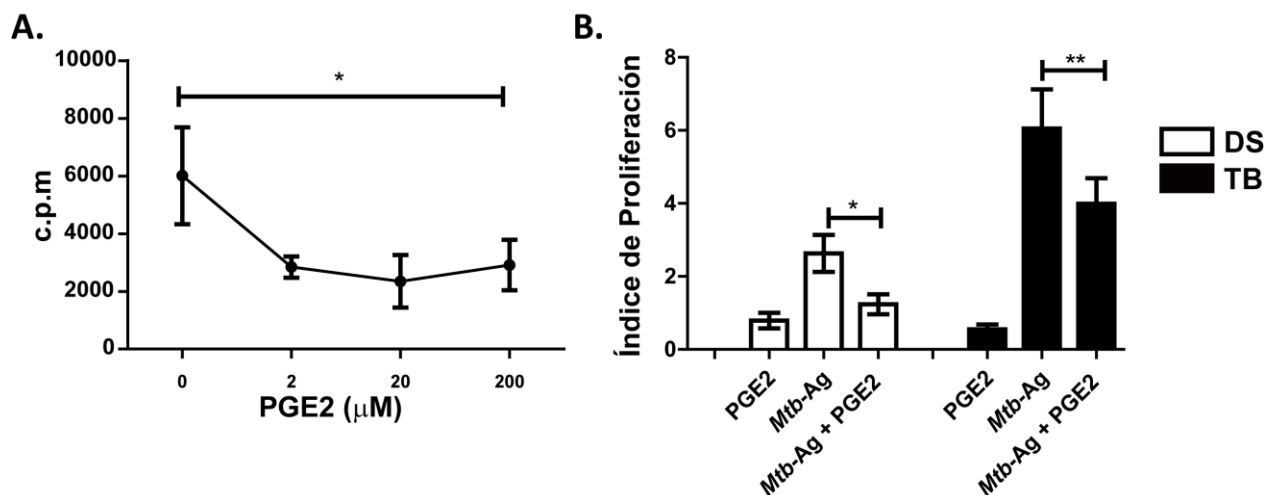 A.
10000
8000
6000
4000
2000
0
c.p.m
*
0 2 20 200
PGE2 (μM)
B.
8
6
4
2
0
Índice de Proliferación
*
**
PGE2
Mtb-Ag
Mtb-Ag + PGE2
PGE2
Mtb-Ag
Mtb-Ag + PGE2
DS
TB